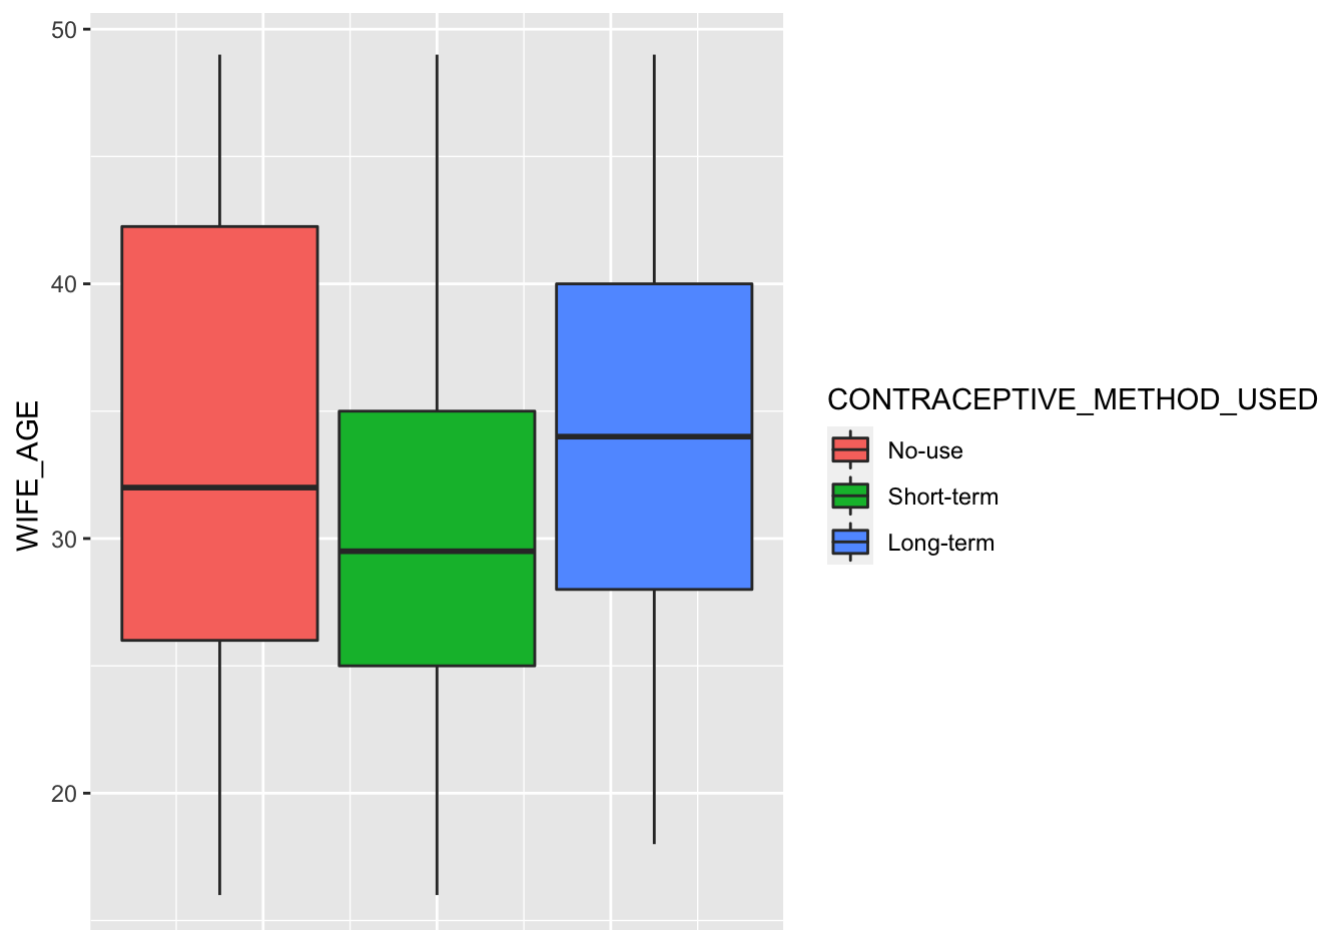 50
40
30
20
WIFE_AGE
CONTRACEPTIVE_METHOD_USED
No-use
Short-term
Long-term